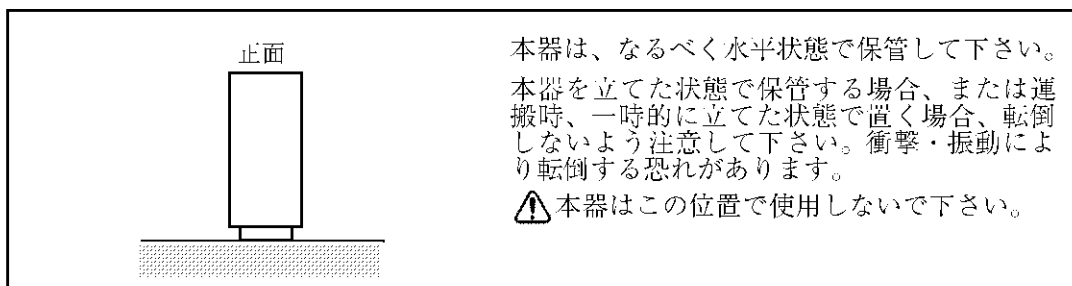 正面
本器は、なるべく水平状態で保管して下さい。
本器を立てた状態で保管する場合、または運
搬時、一時的に立てた状態で置く場合、転倒
しないよう注意して下さい。衝撃・振動によ
り転倒する恐れがあります。
本器はこの位置で使用しないで下さい。